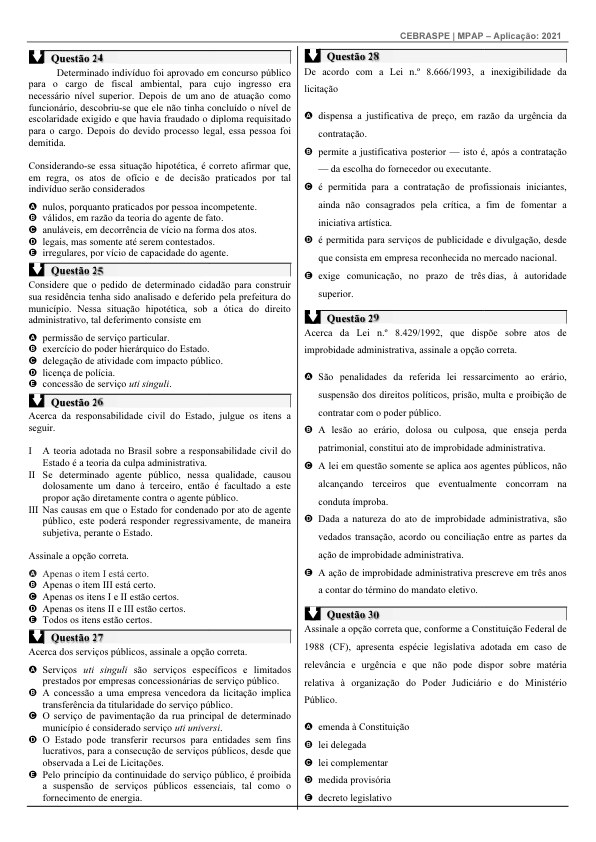 CEBRASPE | MPAP – Aplicação: 2021
Questão 24
Determinado indivíduo foi aprovado em concurso público
para o cargo de fiscal ambiental, para cujo ingresso era
necessário nível superior. Depois de um ano de atuação como
funcionário, descobriu-se que ele não tinha concluído o nível de
escolaridade exigido e que havia fraudado o diploma requisitado
para o cargo. Depois do devido processo legal, essa pessoa foi
demitida.
Considerando-se essa situação hipotética, é correto afirmar que,
em regra, os atos de ofício e de decisão praticados por tal
indivíduo serão considerados
A nulos, porquanto praticados por pessoa incompetente.
B válidos, em razão da teoria do agente de fato.
C anuláveis, em decorrência de vício na forma dos atos.
D legais, mas somente até serem contestados.
E irregulares, por vício de capacidade do agente.
Questão 25
Considere que o pedido de determinado cidadão para construir
sua residência tenha sido analisado e deferido pela prefeitura do
município. Nessa situação hipotética, sob a ótica do direito
administrativo, tal deferimento consiste em
A permissão de serviço particular.
B exercício do poder hierárquico do Estado.
C delegação de atividade com impacto público.
D licença de polícia.
E concessão de serviço uti singuli.
Questão 26
Acerca da responsabilidade civil do Estado, julgue os itens a
seguir.
I A teoria adotada no Brasil sobre a responsabilidade civil do
Estado é a teoria da culpa administrativa.
II Se determinado agente público, nessa qualidade, causou
dolosamente um dano à terceiro, então é facultado a este
propor ação diretamente contra o agente público.
III Nas causas em que o Estado for condenado por ato de agente
público, este poderá responder regressivamente, de maneira
subjetiva, perante o Estado.
Assinale a opção correta.
A Apenas o item I está certo.
B Apenas o item III está certo.
C Apenas os itens I e II estão certos.
D Apenas os itens II e III estão certos.
E Todos os itens estão certos.
Questão 27
Acerca dos serviços públicos, assinale a opção correta.
A Serviços uti singuli são serviços específicos e limitados
prestados por empresas concessionárias de serviço público.
B A concessão a uma empresa vencedora da licitação implica
transferência da titularidade do serviço público.
C O serviço de pavimentação da rua principal de determinado
município é considerado serviço uti universi.
D O Estado pode transferir recursos para entidades sem fins
lucrativos, para a consecução de serviços públicos, desde que
observada a Lei de Licitações.
E Pelo princípio da continuidade do serviço público, é proibida
a suspensão de serviços públicos essenciais, tal como o
fornecimento de energia.
Questão 28
De acordo com a Lei n.º 8.666/1993, a inexigibilidade da
licitação
A dispensa a justificativa de preço, em razão da urgência da
contratação.
B permite a justificativa posterior — isto é, após a contratação
— da escolha do fornecedor ou executante.
C é permitida para a contratação de profissionais iniciantes,
ainda não consagrados pela crítica, a fim de fomentar a
iniciativa artística.
D é permitida para serviços de publicidade e divulgação, desde
que consista em empresa reconhecida no mercado nacional.
E exige comunicação, no prazo de três dias, à autoridade
superior.
Questão 29
Acerca da Lei n.º 8.429/1992, que dispõe sobre atos de
improbidade administrativa, assinale a opção correta.
A São penalidades da referida lei ressarcimento ao erário,
suspensão dos direitos políticos, prisão, multa e proibição de
contratar com o poder público.
B A lesão ao erário, dolosa ou culposa, que enseja perda
patrimonial, constitui ato de improbidade administrativa.
C A lei em questão somente se aplica aos agentes públicos, não
alcançando terceiros que eventualmente concorram na
conduta ímproba.
D Dada a natureza do ato de improbidade administrativa, são
vedados transação, acordo ou conciliação entre as partes da
ação de improbidade administrativa.
E A ação de improbidade administrativa prescreve em três anos
a contar do término do mandato eletivo.
Questão 30
Assinale a opção correta que, conforme a Constituição Federal de
1988 (CF), apresenta espécie legislativa adotada em caso de
relevância e urgência e que não pode dispor sobre matéria
relativa à organização do Poder Judiciário e do Ministério
Público.
A emenda à Constituição
B lei delegada
C lei complementar
D medida provisória
E decreto legislativo